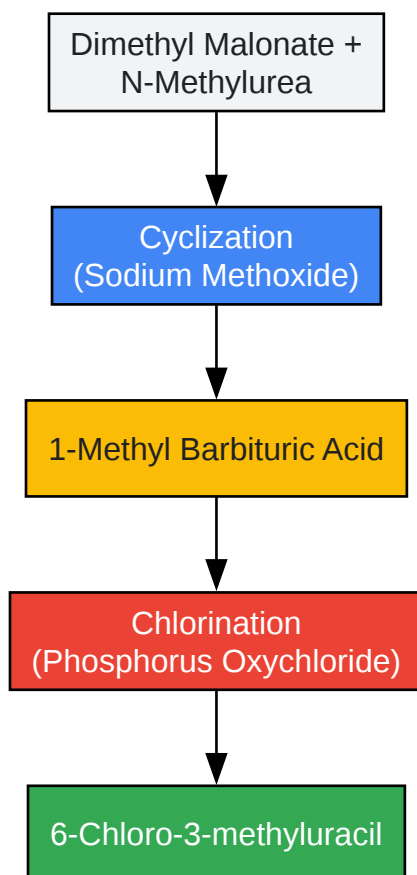 Dimethyl Malonate +
N-Methylurea
Cyclization
(Sodium Methoxide)
1-Methyl Barbituric Acid
Chlorination
(Phosphorus Oxychloride)
6-Chloro-3-methyluracil